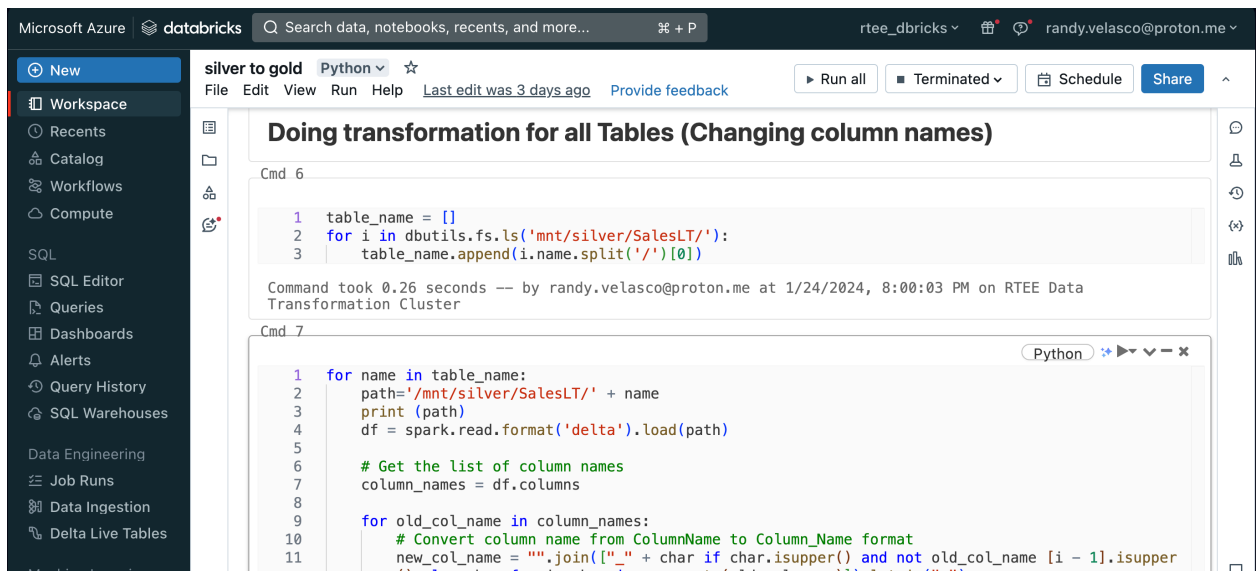 Microsoft Azure databricks Search data, notebooks, recents, and more... ⌘ + P rtee_dbricks randy.velasco@proton.me
New
Workspace
Recents
Catalog
Workflows
Compute
SQL
SQL Editor
Queries
Dashboards
Alerts
Query History
SQL Warehouses
Data Engineering
Job Runs
Data Ingestion
Delta Live Tables
silver to gold Python
File Edit View Run Help Last edit was 3 days ago Provide feedback
Run all Terminated Schedule Share
Doing transformation for all Tables (Changing column names)
Cmd 6
1 table_name = []
2 for i in dbutils.fs.ls('mnt/silver/SalesLT/'):
3 table_name.append(i.name.split('/')[0])
Command took 0.26 seconds -- by randy.velasco@proton.me at 1/24/2024, 8:00:03 PM on RTEE Data
Transformation Cluster
Cmd 7
Python
1 for name in table_name:
2 path='/mnt/silver/SalesLT/' + name
3 print (path)
4 df = spark.read.format('delta').load(path)
5
6 # Get the list of column names
7 column_names = df.columns
8
9 for old_col_name in column_names:
10 # Convert column name from ColumnName to Column_Name format
11 new_col_name = "".join(["_" + char if char.isupper() and not old_col_name [i - 1].isupper